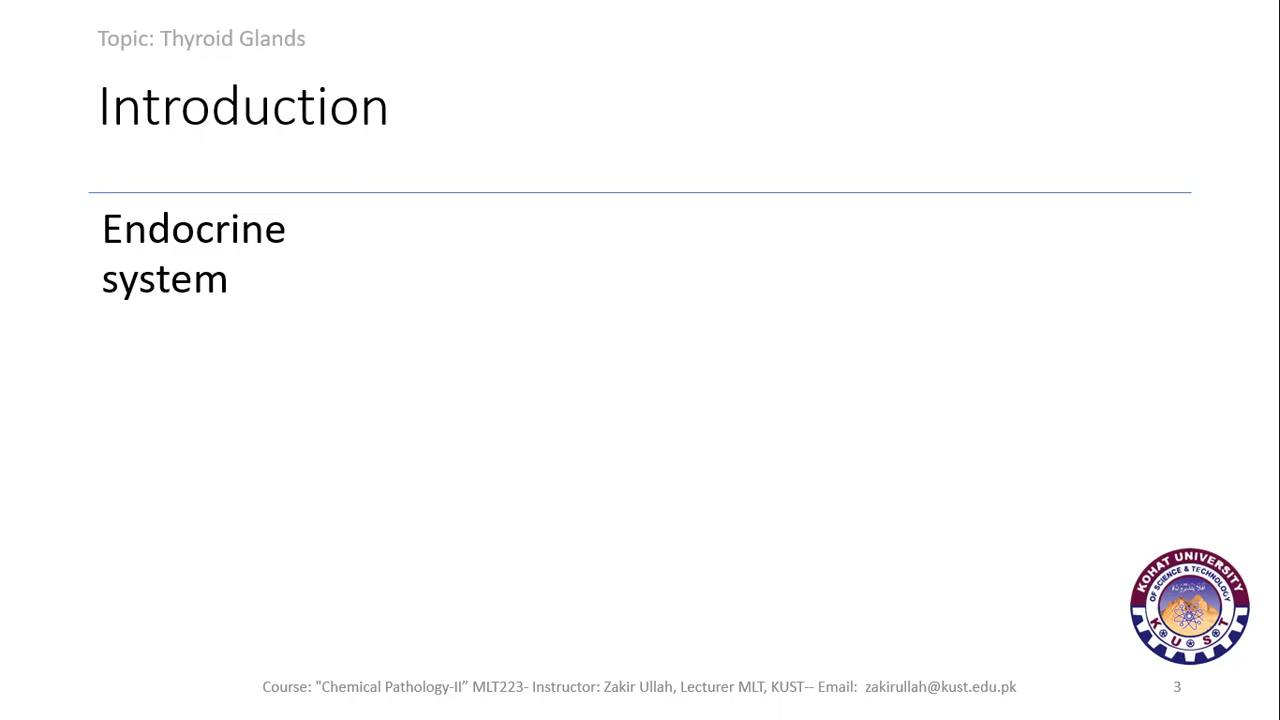 Topic: Thyroid Glands
Introduction
Endocrine
system
KOHAT UNIVERSITY
OF SCIENCE & TECHNOLOGY
K U S T
Course: "Chemical Pathology-II” MLT223- Instructor: Zakir Ullah, Lecturer MLT, KUST-- Email: zakirullah@kust.edu.pk
3